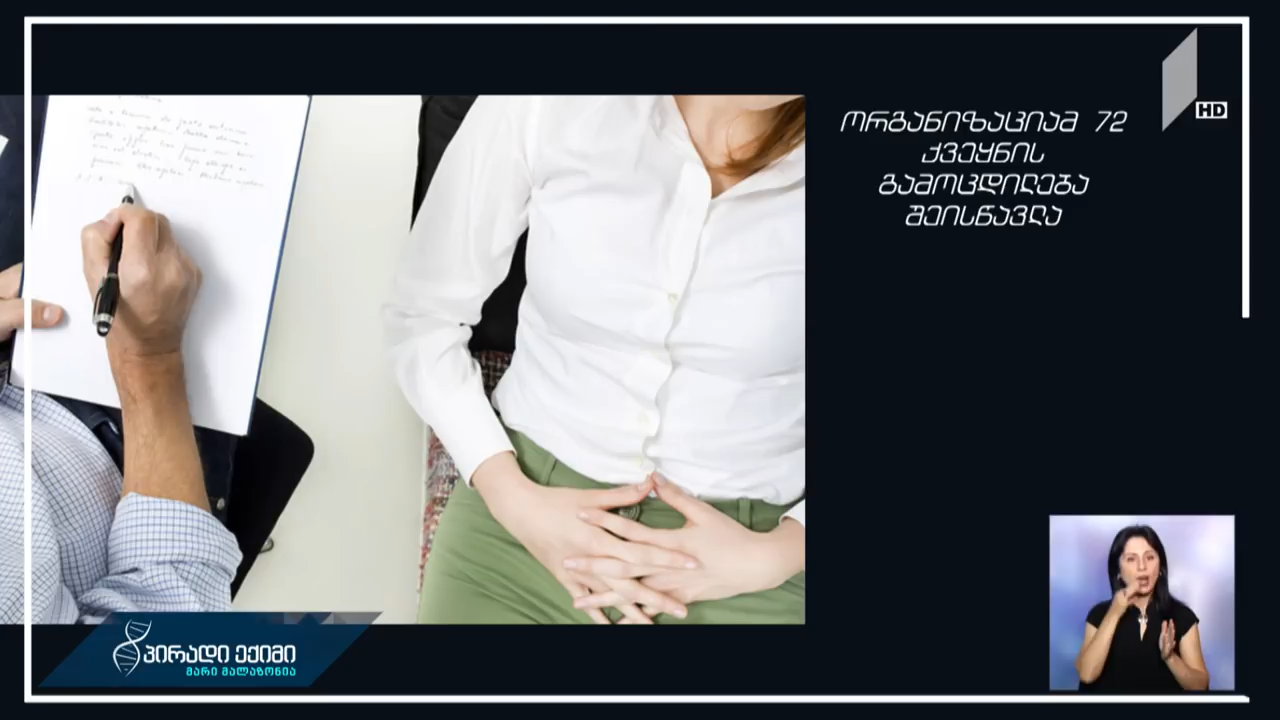 ორგანიზაციამ 72
ქვეყნის
გამოცდილება
შეისწავლა
HD
პირადი ექიმი
მარი მალაზონია